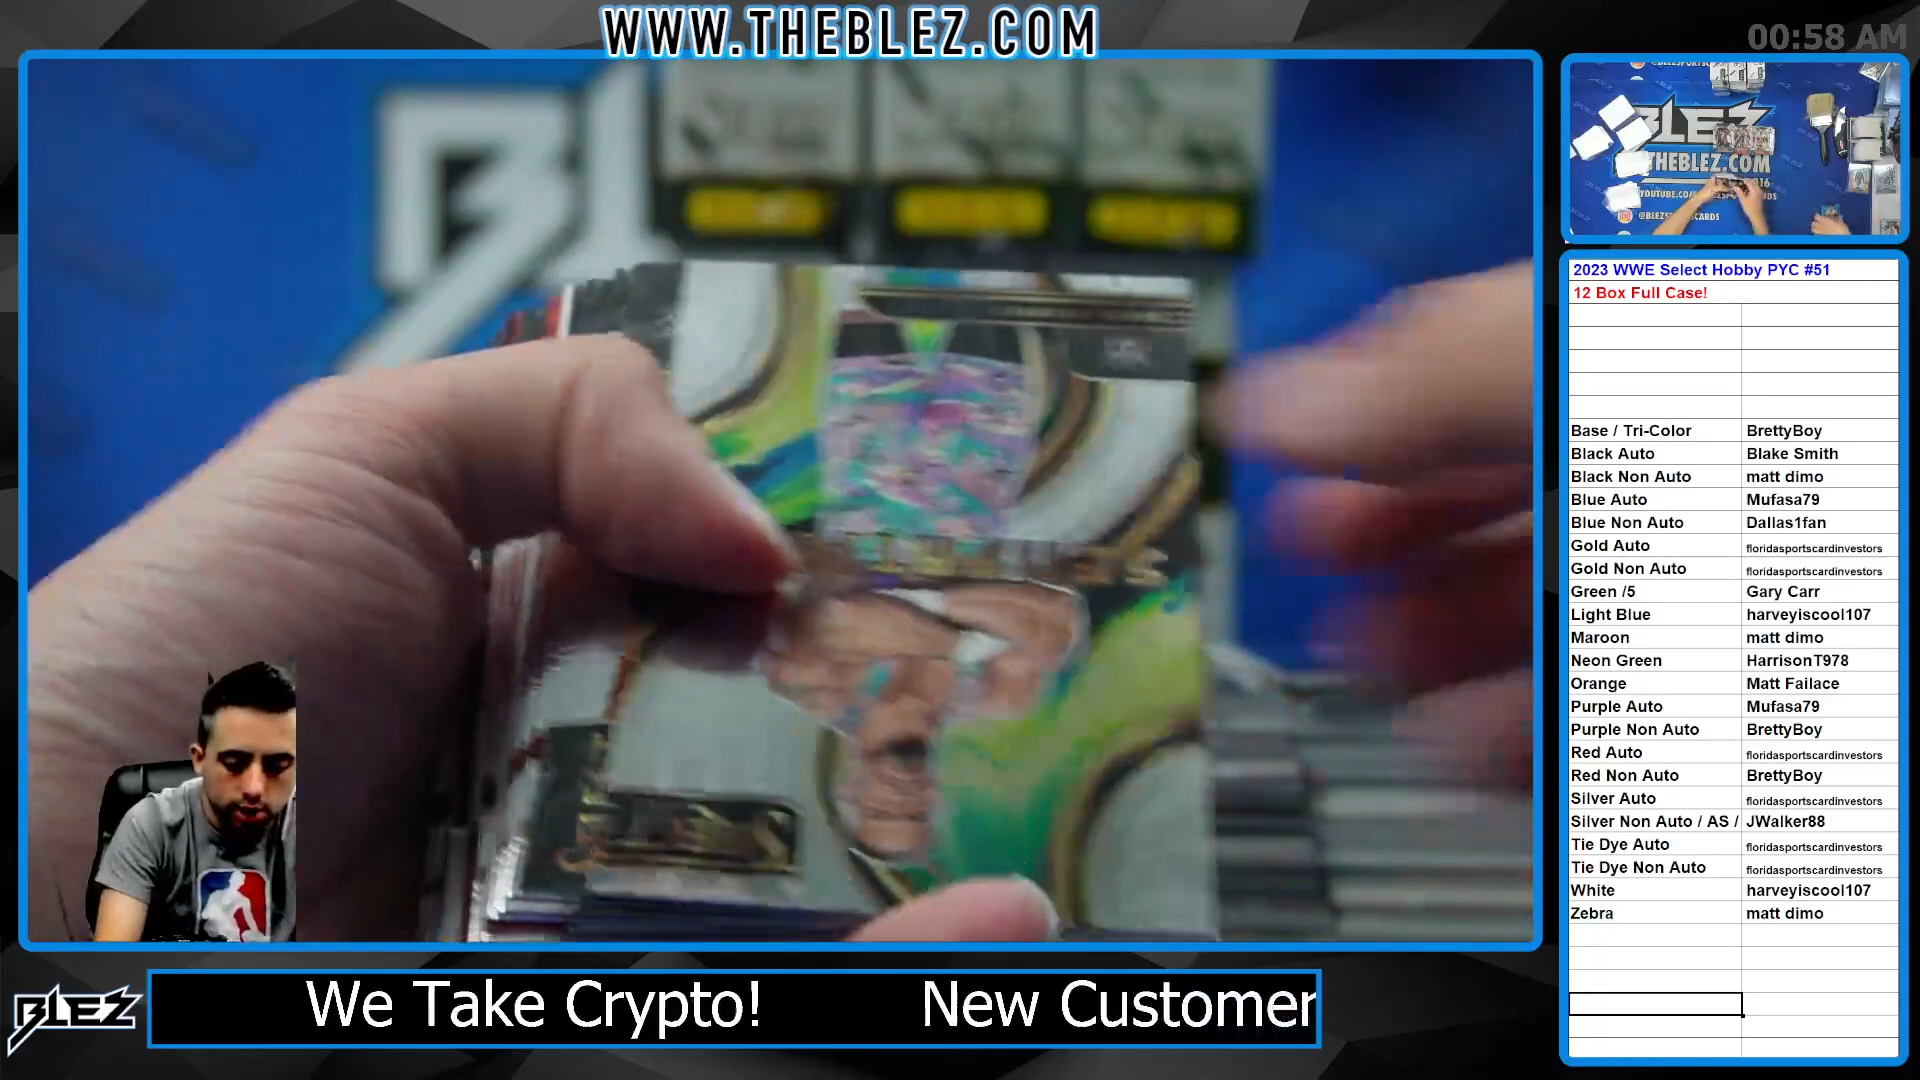 WWW.THEBLEZ.COM
00:58 AM
BLEZ
THEBLEZ.COM
2023 WWE Select Hobby PYC #51
12 Box Full Case!
Base / Tri-Color BrettyBoy
Black Auto Blake Smith
Black Non Auto matt dimo
Blue Auto Mufasa79
Blue Non Auto Dallas1fan
Gold Auto floridasportscardinvestors
Gold Non Auto floridasportscardinvestors
Green /5 Gary Carr
Light Blue harveyiscool107
Maroon matt dimo
Neon Green HarrisonT978
Orange Matt Failace
Purple Auto Mufasa79
Purple Non Auto BrettyBoy
Red Auto floridasportscardinvestors
Red Non Auto BrettyBoy
Silver Auto floridasportscardinvestors
Silver Non Auto / AS / JWalker88
Tie Dye Auto floridasportscardinvestors
Tie Dye Non Auto floridasportscardinvestors
White harveyiscool107
Zebra matt dimo
BLEZ
We Take Crypto! New Customer